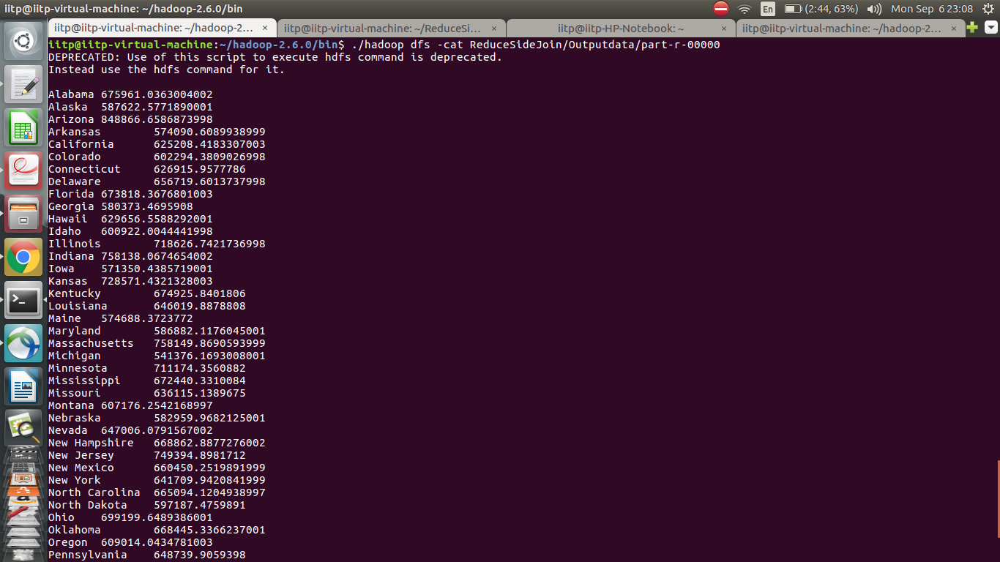 iitp@iitp-virtual-machine: ~/hadoop-2.6.0/bin
En
(2:44, 63%)
Mon Sep 6 23:08
iitp@iitp-virtual-machine: ~/hadoop-2... ×
iitp@iitp-virtual-machine: ~/ReduceSi... ×
iitp@iitp-HP-Notebook: ~ ×
iitp@iitp-virtual-machine: ~/hadoop-2... ×
iitp@iitp-virtual-machine:~/hadoop-2.6.0/bin$ ./hadoop dfs -cat ReduceSideJoin/Outputdata/part-r-00000
DEPRECATED: Use of this script to execute hdfs command is deprecated.
Instead use the hdfs command for it.
Alabama 675961.0363004002
Alaska 587622.5771890001
Arizona 848866.6586873998
Arkansas 574090.6089938999
California 625208.4183307003
Colorado 602294.3809026998
Connecticut 626915.9577786
Delaware 656719.6013737998
Florida 673818.3676801003
Georgia 580373.4695908
Hawaii 629656.5588292001
Idaho 600922.0044441998
Illinois 718626.7421736998
Indiana 758138.0674654002
Iowa 571350.4385719001
Kansas 728571.4321328003
Kentucky 674925.8401806
Louisiana 646019.8878808
Maine 574688.3723772
Maryland 586882.1176045001
Massachusetts 758149.8690593999
Michigan 541376.1693008001
Minnesota 711174.3560882
Mississippi 672440.3310084
Missouri 636115.1389675
Montana 607176.2542168997
Nebraska 582959.9682125001
Nevada 647006.0791567002
New Hampshire 668862.8877276002
New Jersey 749394.8981712
New Mexico 660450.2519891999
New York 641709.9420841999
North Carolina 665094.1204938997
North Dakota 597187.4759891
Ohio 699199.6489386001
Oklahoma 668445.3366237001
Oregon 609014.0434781003
Pennsylvania 648739.9059398